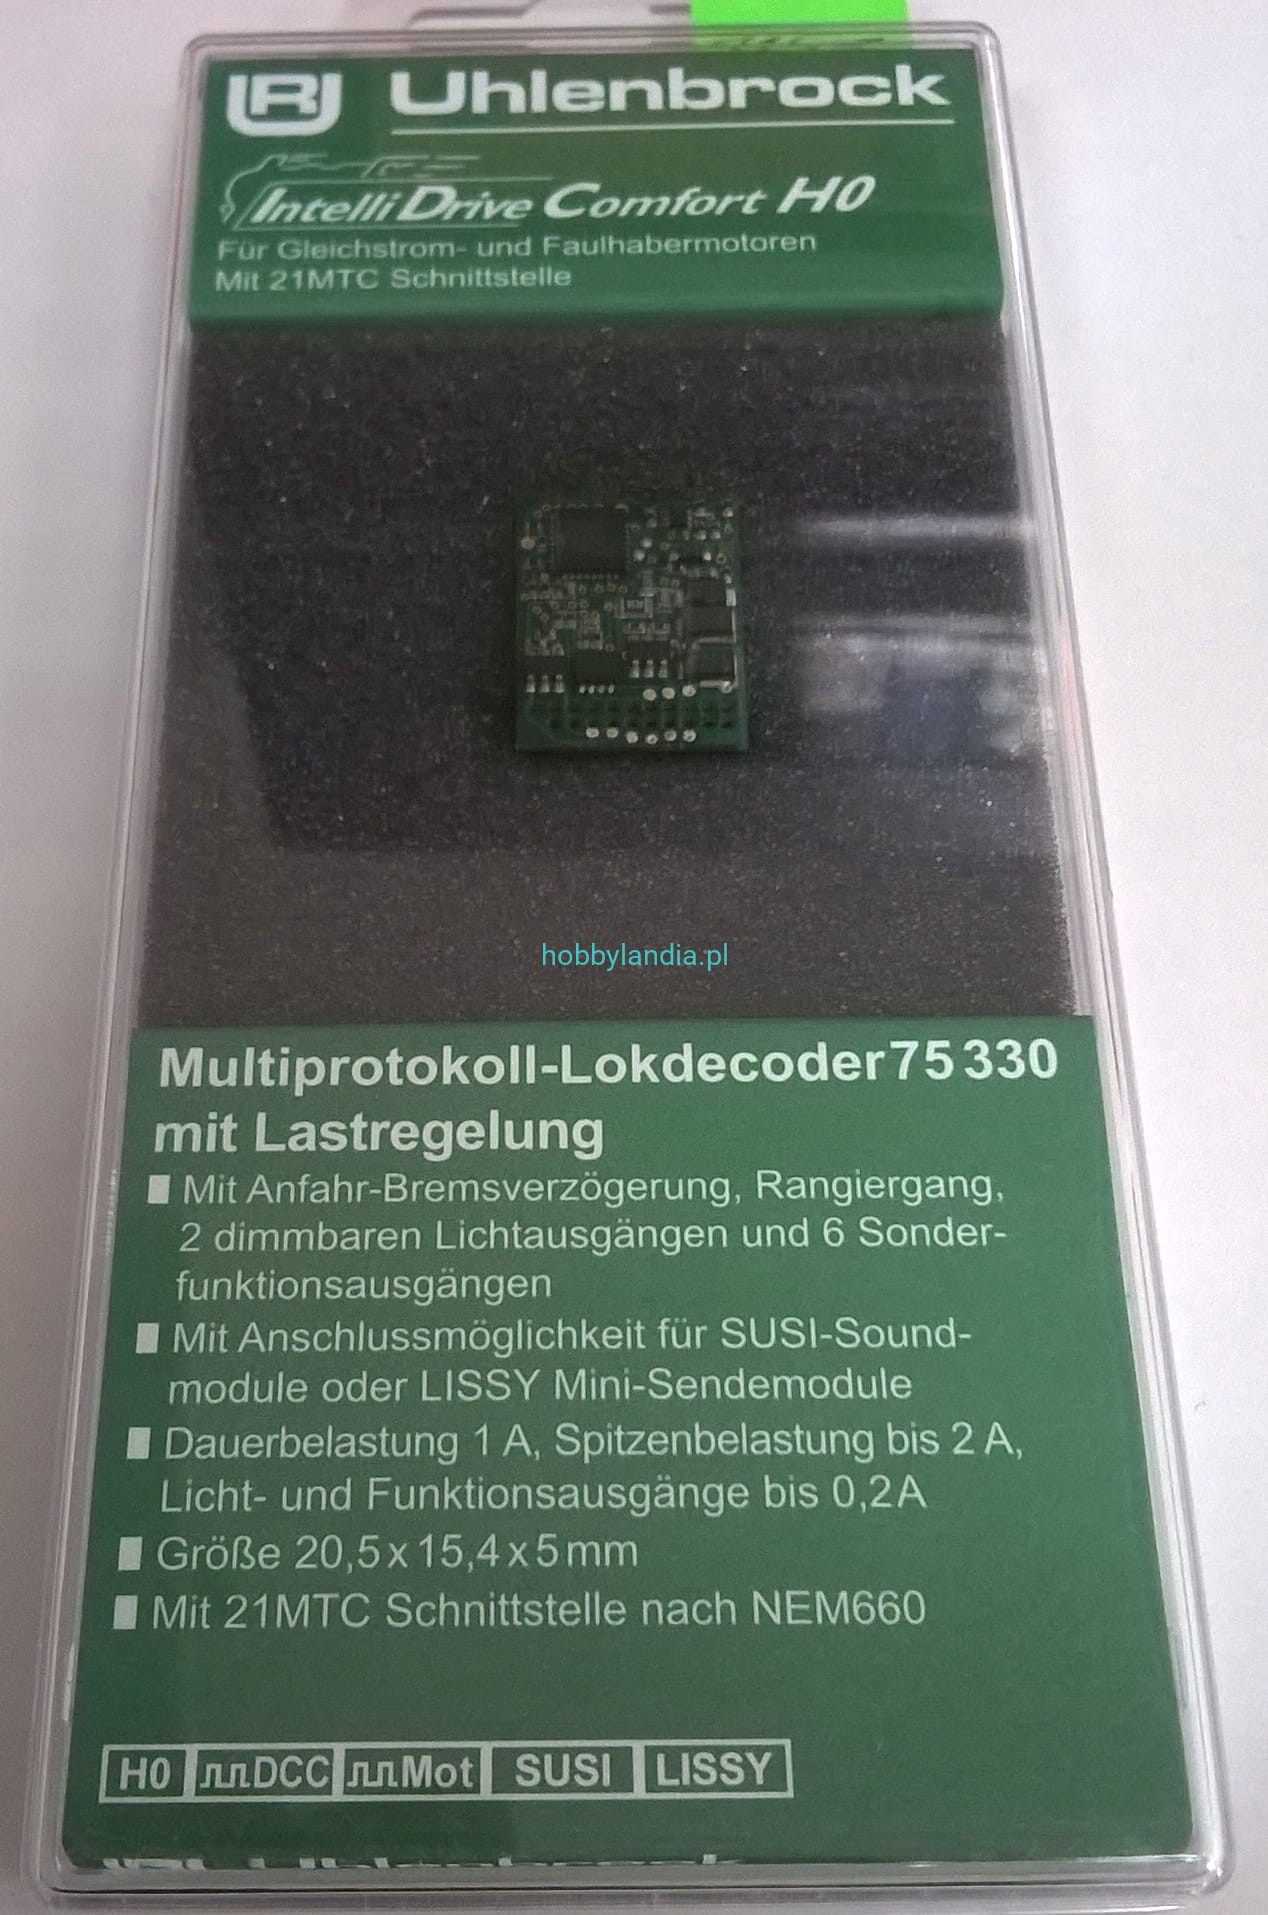 Uhlenbrock
IntelliDrive Comfort H0
Für Gleichstrom- und Faulhabermotoren
Mit 21MTC Schnittstelle
hobbylandia.pl
Multiprotokoll-Lokdecoder 75 330
mit Lastregelung
Mit Anfahr-Bremsverzögerung, Rangiergang,
2 dimmbaren Lichtausgängen und 6 Sonder-
funktionsausgängen
Mit Anschlussmöglichkeit für SUSI-Sound-
module oder LISSY Mini-Sendemodule
Dauerbelastung 1 A, Spitzenbelastung bis 2 A,
Licht- und Funktionsausgänge bis 0,2A
Größe 20,5 x 15,4 x 5 mm
Mit 21MTC Schnittstelle nach NEM660
H0 DCC Mot SUSI LISSY